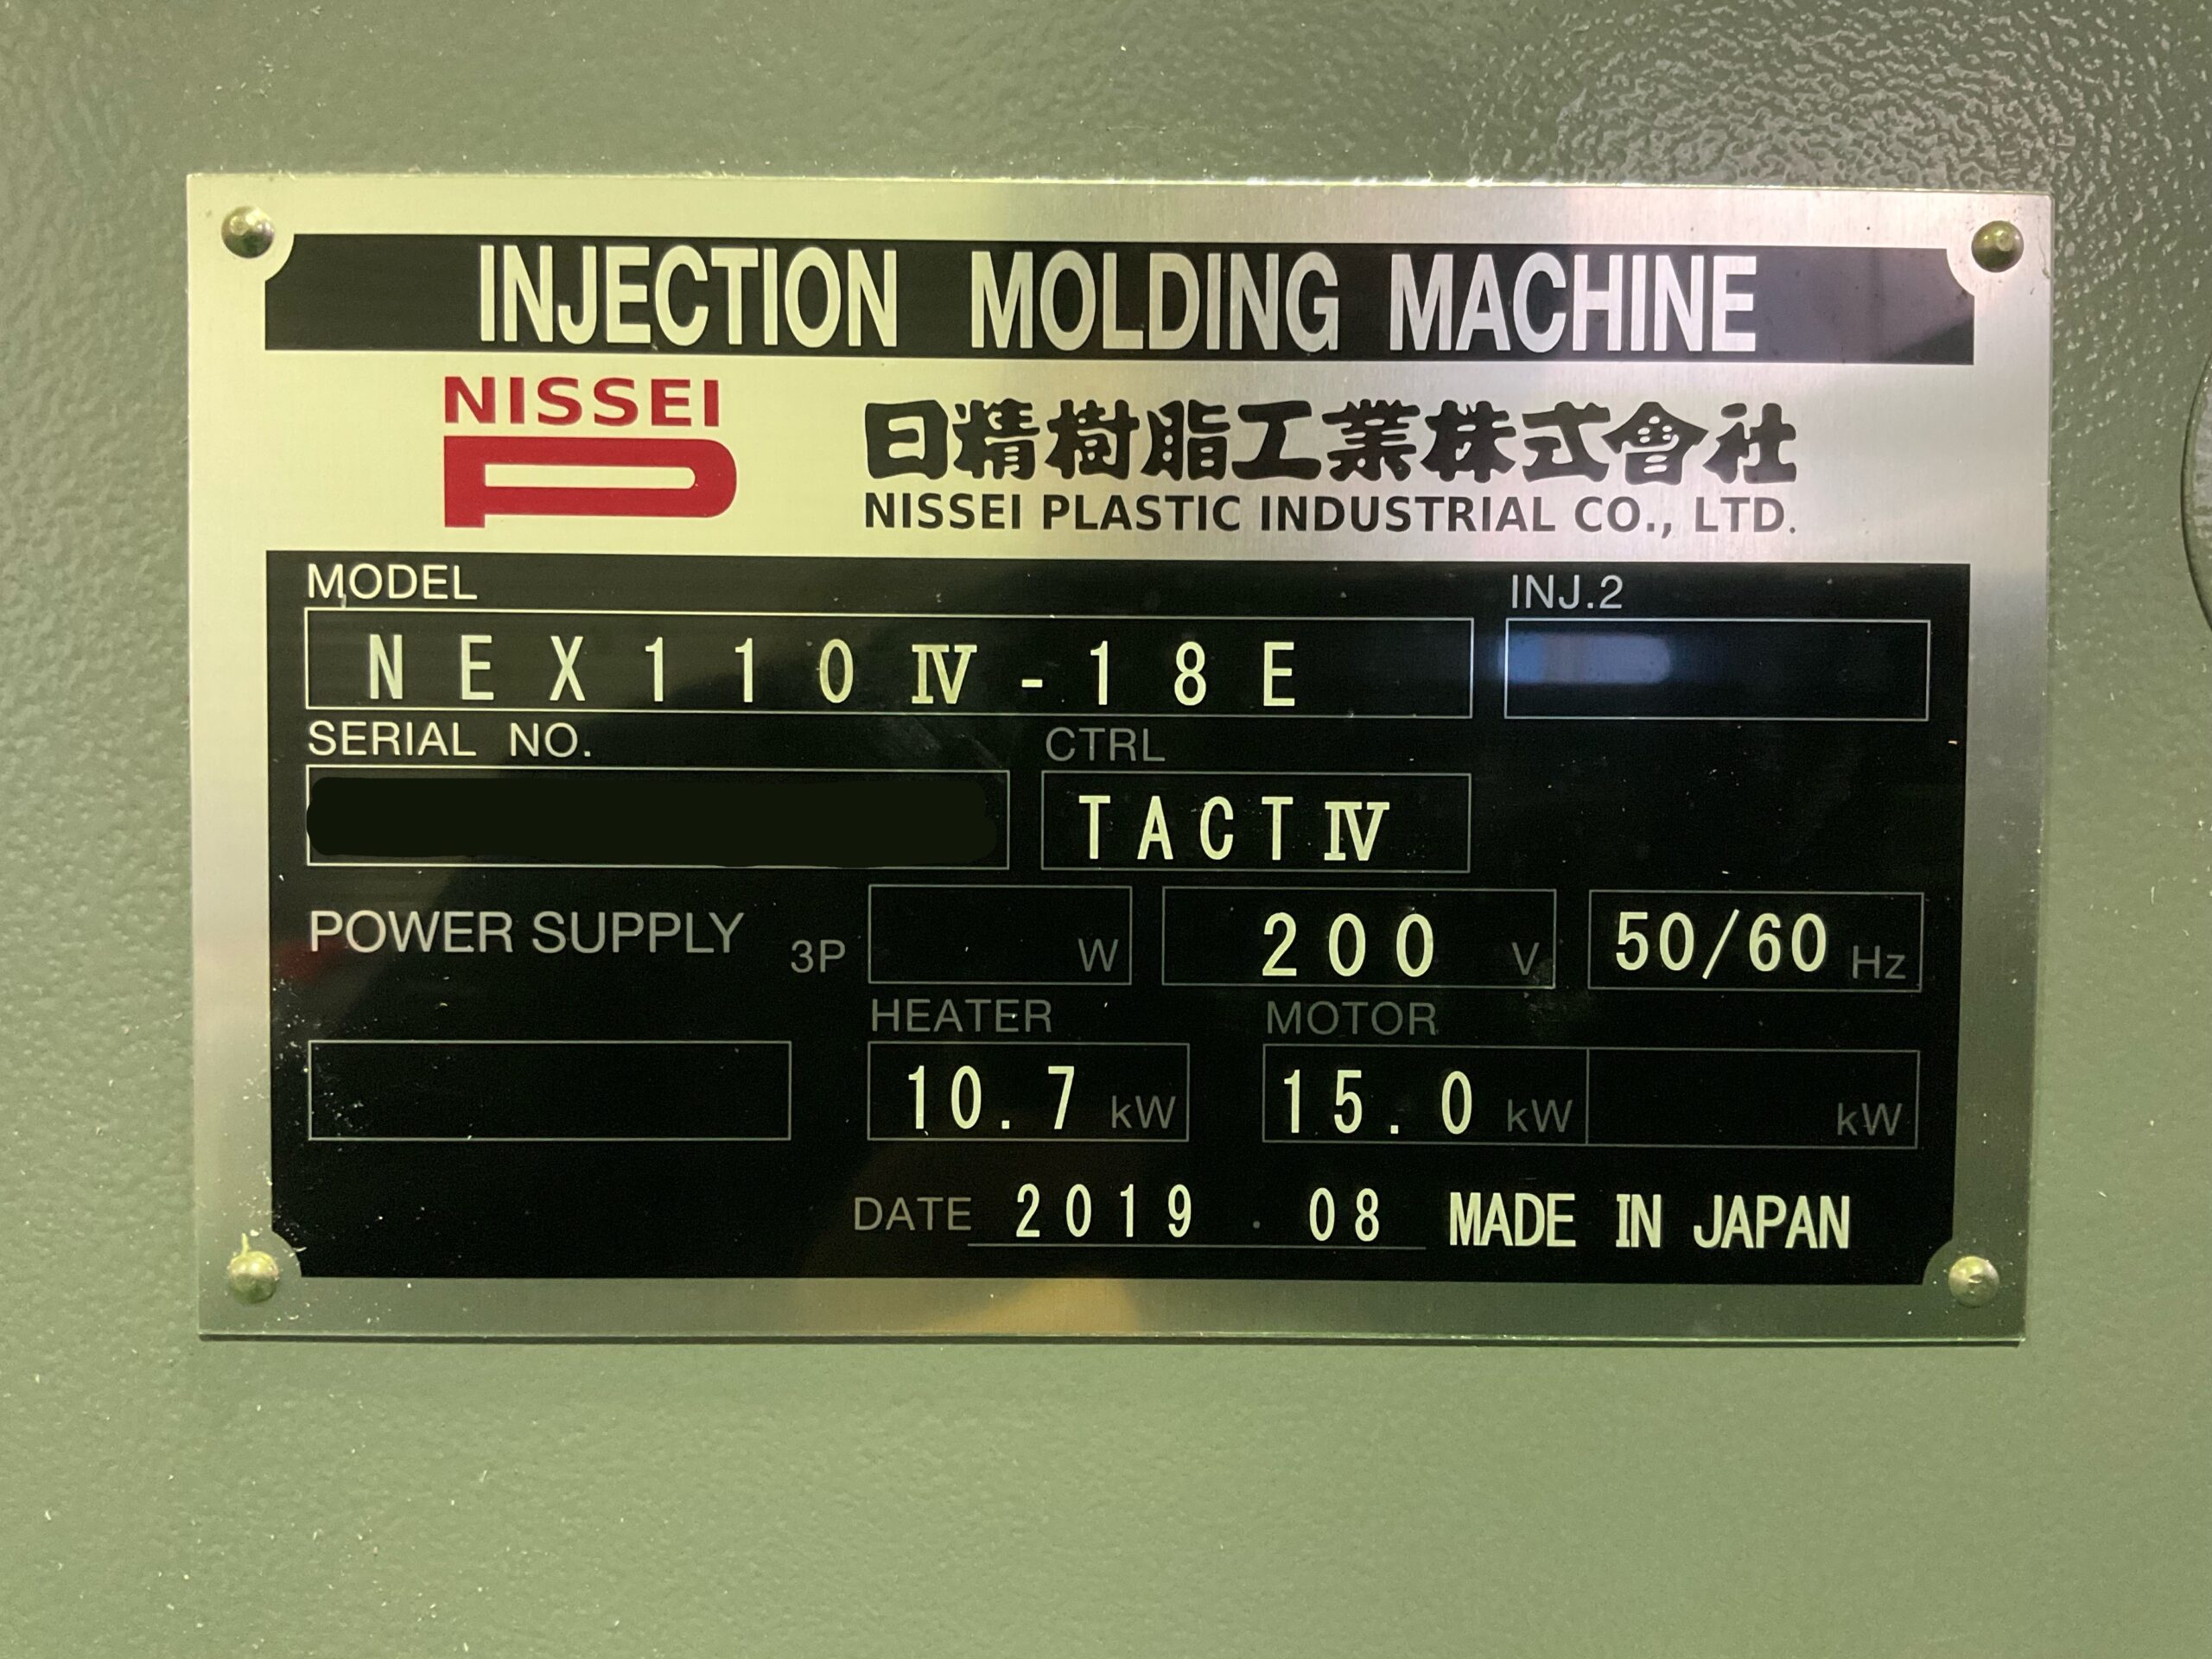 INJECTION MOLDING MACHINE
NISSEI
日精樹脂工業株式會社
NISSEI PLASTIC INDUSTRIAL CO., LTD.
MODEL INJ.2
NEX110Ⅳ-18E
SERIAL NO. CTRL
TACTⅣ
POWER SUPPLY 3P W 200 V 50/60 Hz
HEATER MOTOR
10.7 kW 15.0 kW kW
DATE 2019 . 08 MADE IN JAPAN